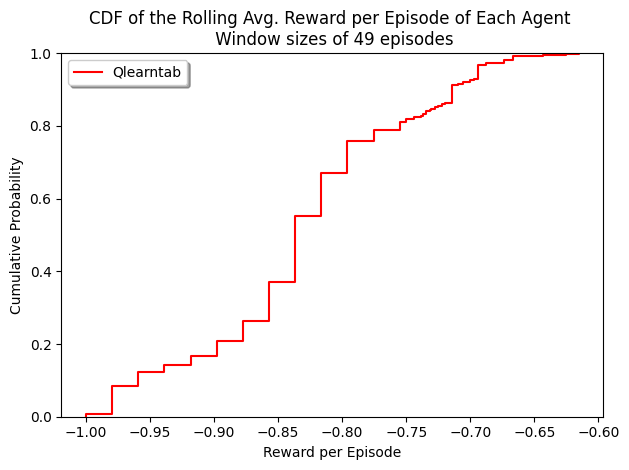 CDF of the Rolling Avg. Reward per Episode of Each Agent
Window sizes of 49 episodes
Qlearntab
Cumulative Probability
1.0
0.8
0.6
0.4
0.2
0.0
−1.00 −0.95 −0.90 −0.85 −0.80 −0.75 −0.70 −0.65 −0.60
Reward per Episode